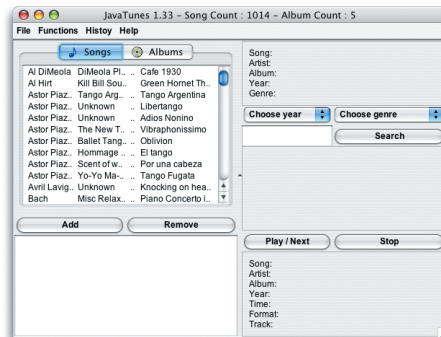 JavaTunes 1.33 - Song Count : 1014 - Album Count : 5
File Functions Histoy Help
Songs Albums
Al DiMeola DiMeola Pl.. .. Cafe 1930
Al Hirt Kill Bill Sou.. .. Green Hornet Th..
Astor Piaz.. Tango Arg.. .. Tango Argentina
Astor Piaz.. Unknown .. Libertango
Astor Piaz.. Unknown .. Adios Nonino
Astor Piaz.. The New T.. .. Vibraphonissimo
Astor Piaz.. Ballet Tang.. .. Oblivion
Astor Piaz.. Hommage .. .. El tango
Astor Piaz.. Scent of w.. .. Por una cabeza
Astor Piaz.. Yo-Yo Ma-.. .. Tango Fugata
Avril Lavig.. Unknown .. Knocking on hea..
Bach Misc Relax.. .. Piano Concerto i..
Add Remove
Song:
Artist:
Album:
Year:
Genre:
Choose year Choose genre
Search
Play / Next Stop
Song:
Artist:
Album:
Year:
Time:
Format:
Track: